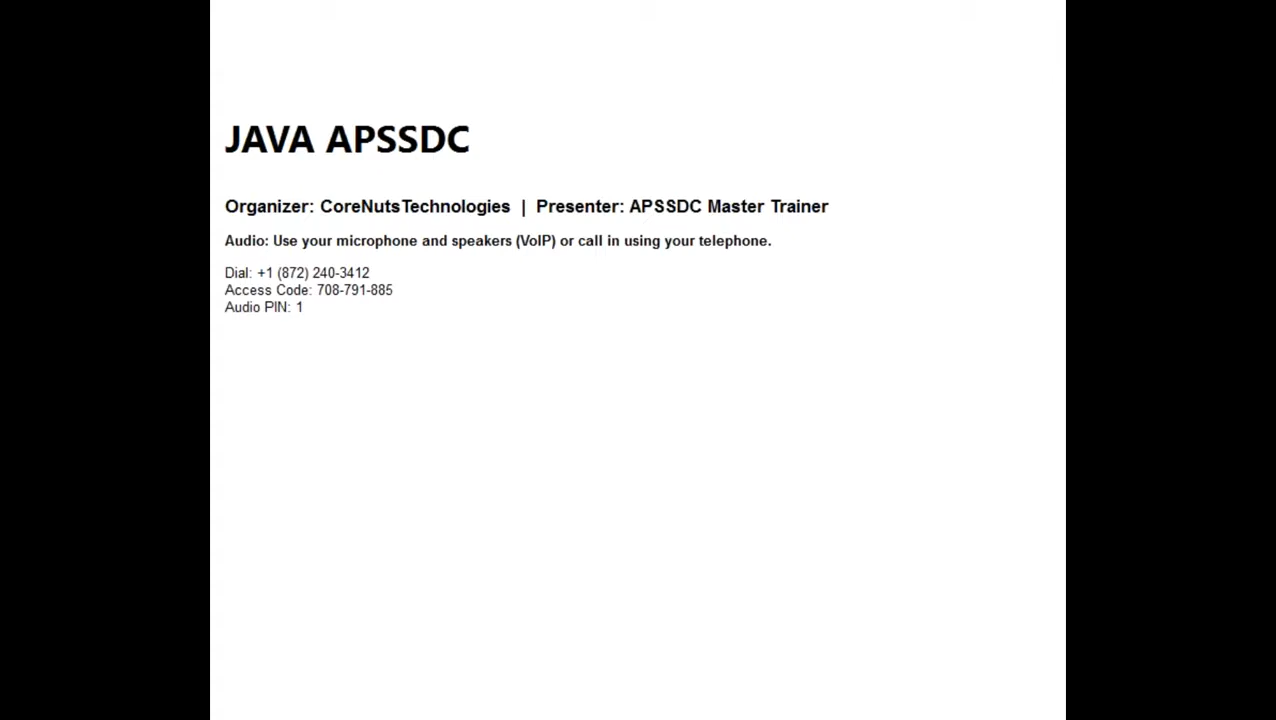 JAVA APSSDC
Organizer: CoreNutsTechnologies | Presenter: APSSDC Master Trainer
Audio: Use your microphone and speakers (VoIP) or call in using your telephone.
Dial: +1 (872) 240-3412
Access Code: 708-791-885
Audio PIN: 1